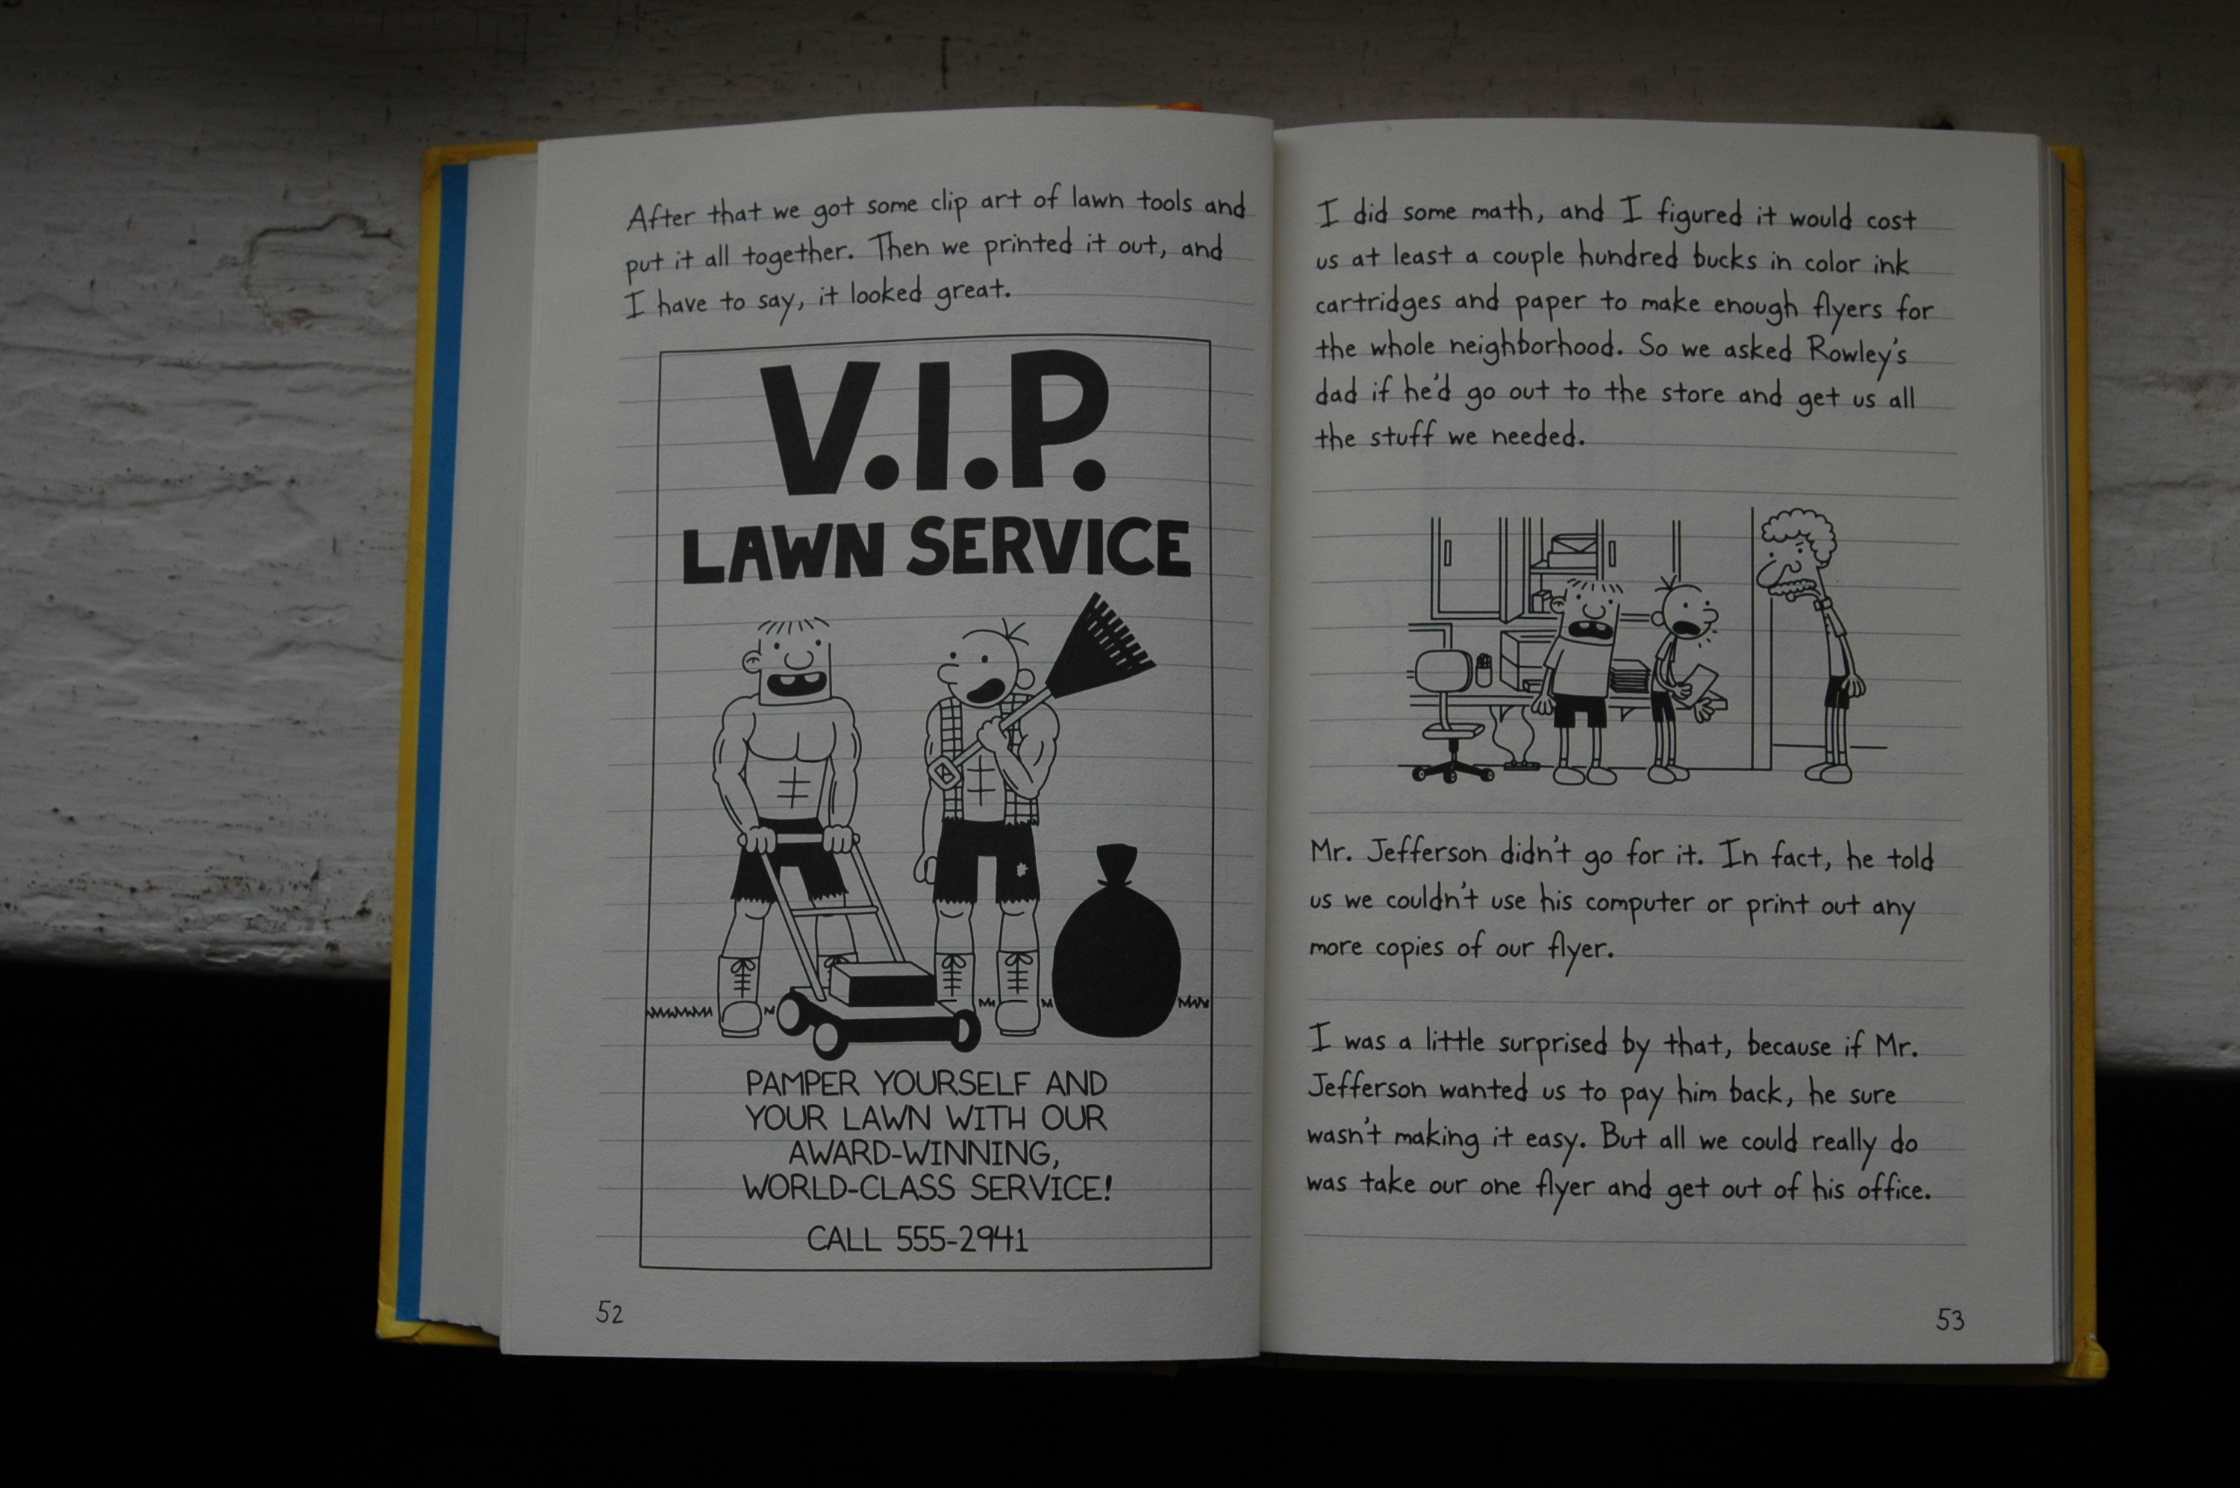 After that we got some clip art of lawn tools and
put it all together. Then we printed it out, and
I have to say, it looked great.
V.I.P.
LAWN SERVICE
PAMPER YOURSELF AND
YOUR LAWN WITH OUR
AWARD-WINNING,
WORLD-CLASS SERVICE!
CALL 555-2941
52
I did some math, and I figured it would cost
us at least a couple hundred bucks in color ink
cartridges and paper to make enough flyers for
the whole neighborhood. So we asked Rowley's
dad if he'd go out to the store and get us all
the stuff we needed.
Mr. Jefferson didn't go for it. In fact, he told
us we couldn't use his computer or print out any
more copies of our flyer.
I was a little surprised by that, because if Mr.
Jefferson wanted us to pay him back, he sure
wasn't making it easy. But all we could really do
was take our one flyer and get out of his office.
53